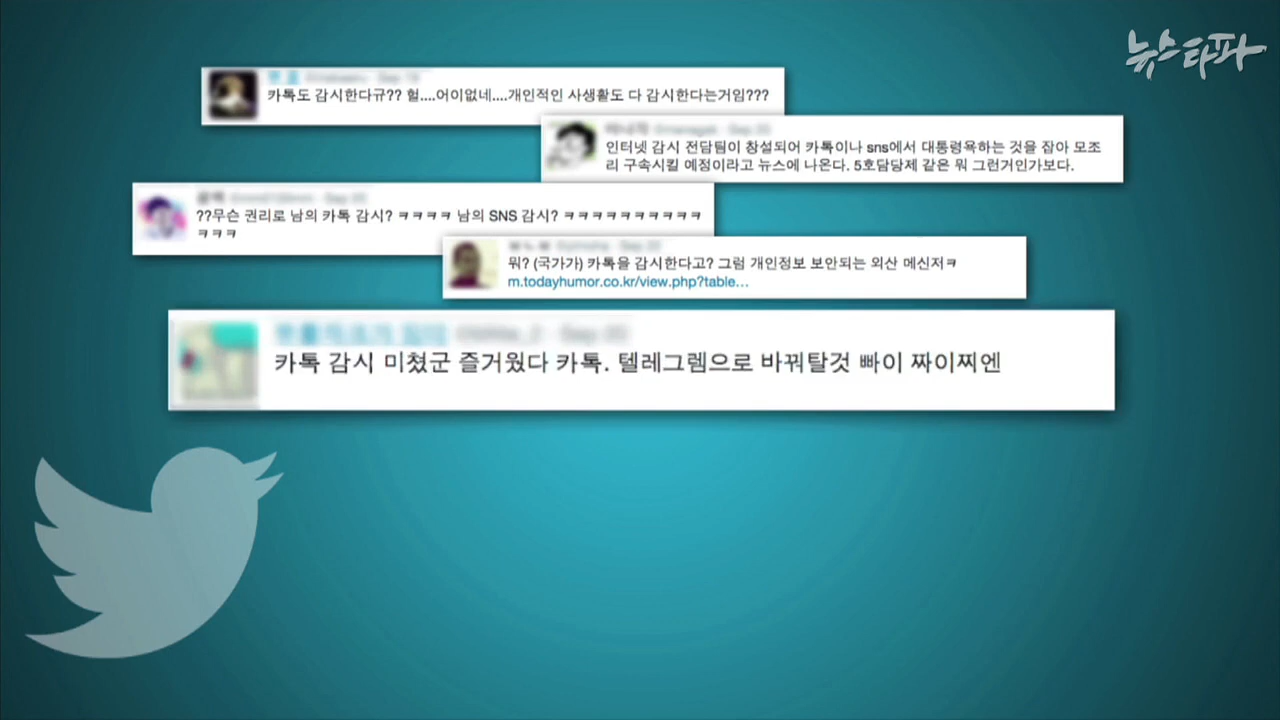 뉴스타파
카톡도 감시한다규?? 헐....어이없네....개인적인 사생활도 다 감시한다는거임???
인터넷 감시 전담팀이 창설되어 카톡이나 sns에서 대통령욕하는 것을 잡아 모조
리 구속시킬 예정이라고 뉴스에 나온다. 5호담당제 같은 뭐 그런거인가보다.
??무슨 권리로 남의 카톡 감시? ㅋㅋㅋㅋ 남의 SNS 감시? ㅋㅋㅋㅋㅋㅋㅋㅋㅋㅋ
ㅋㅋㅋ
뭐? (국가가) 카톡을 감시한다고? 그럼 개인정보 보안되는 외산 메신저ㅋ
m.todayhumor.co.kr/view.php?table...
카톡 감시 미쳤군 즐거웠다 카톡. 텔레그렘으로 바꿔탈것 빠이 짜이찌엔